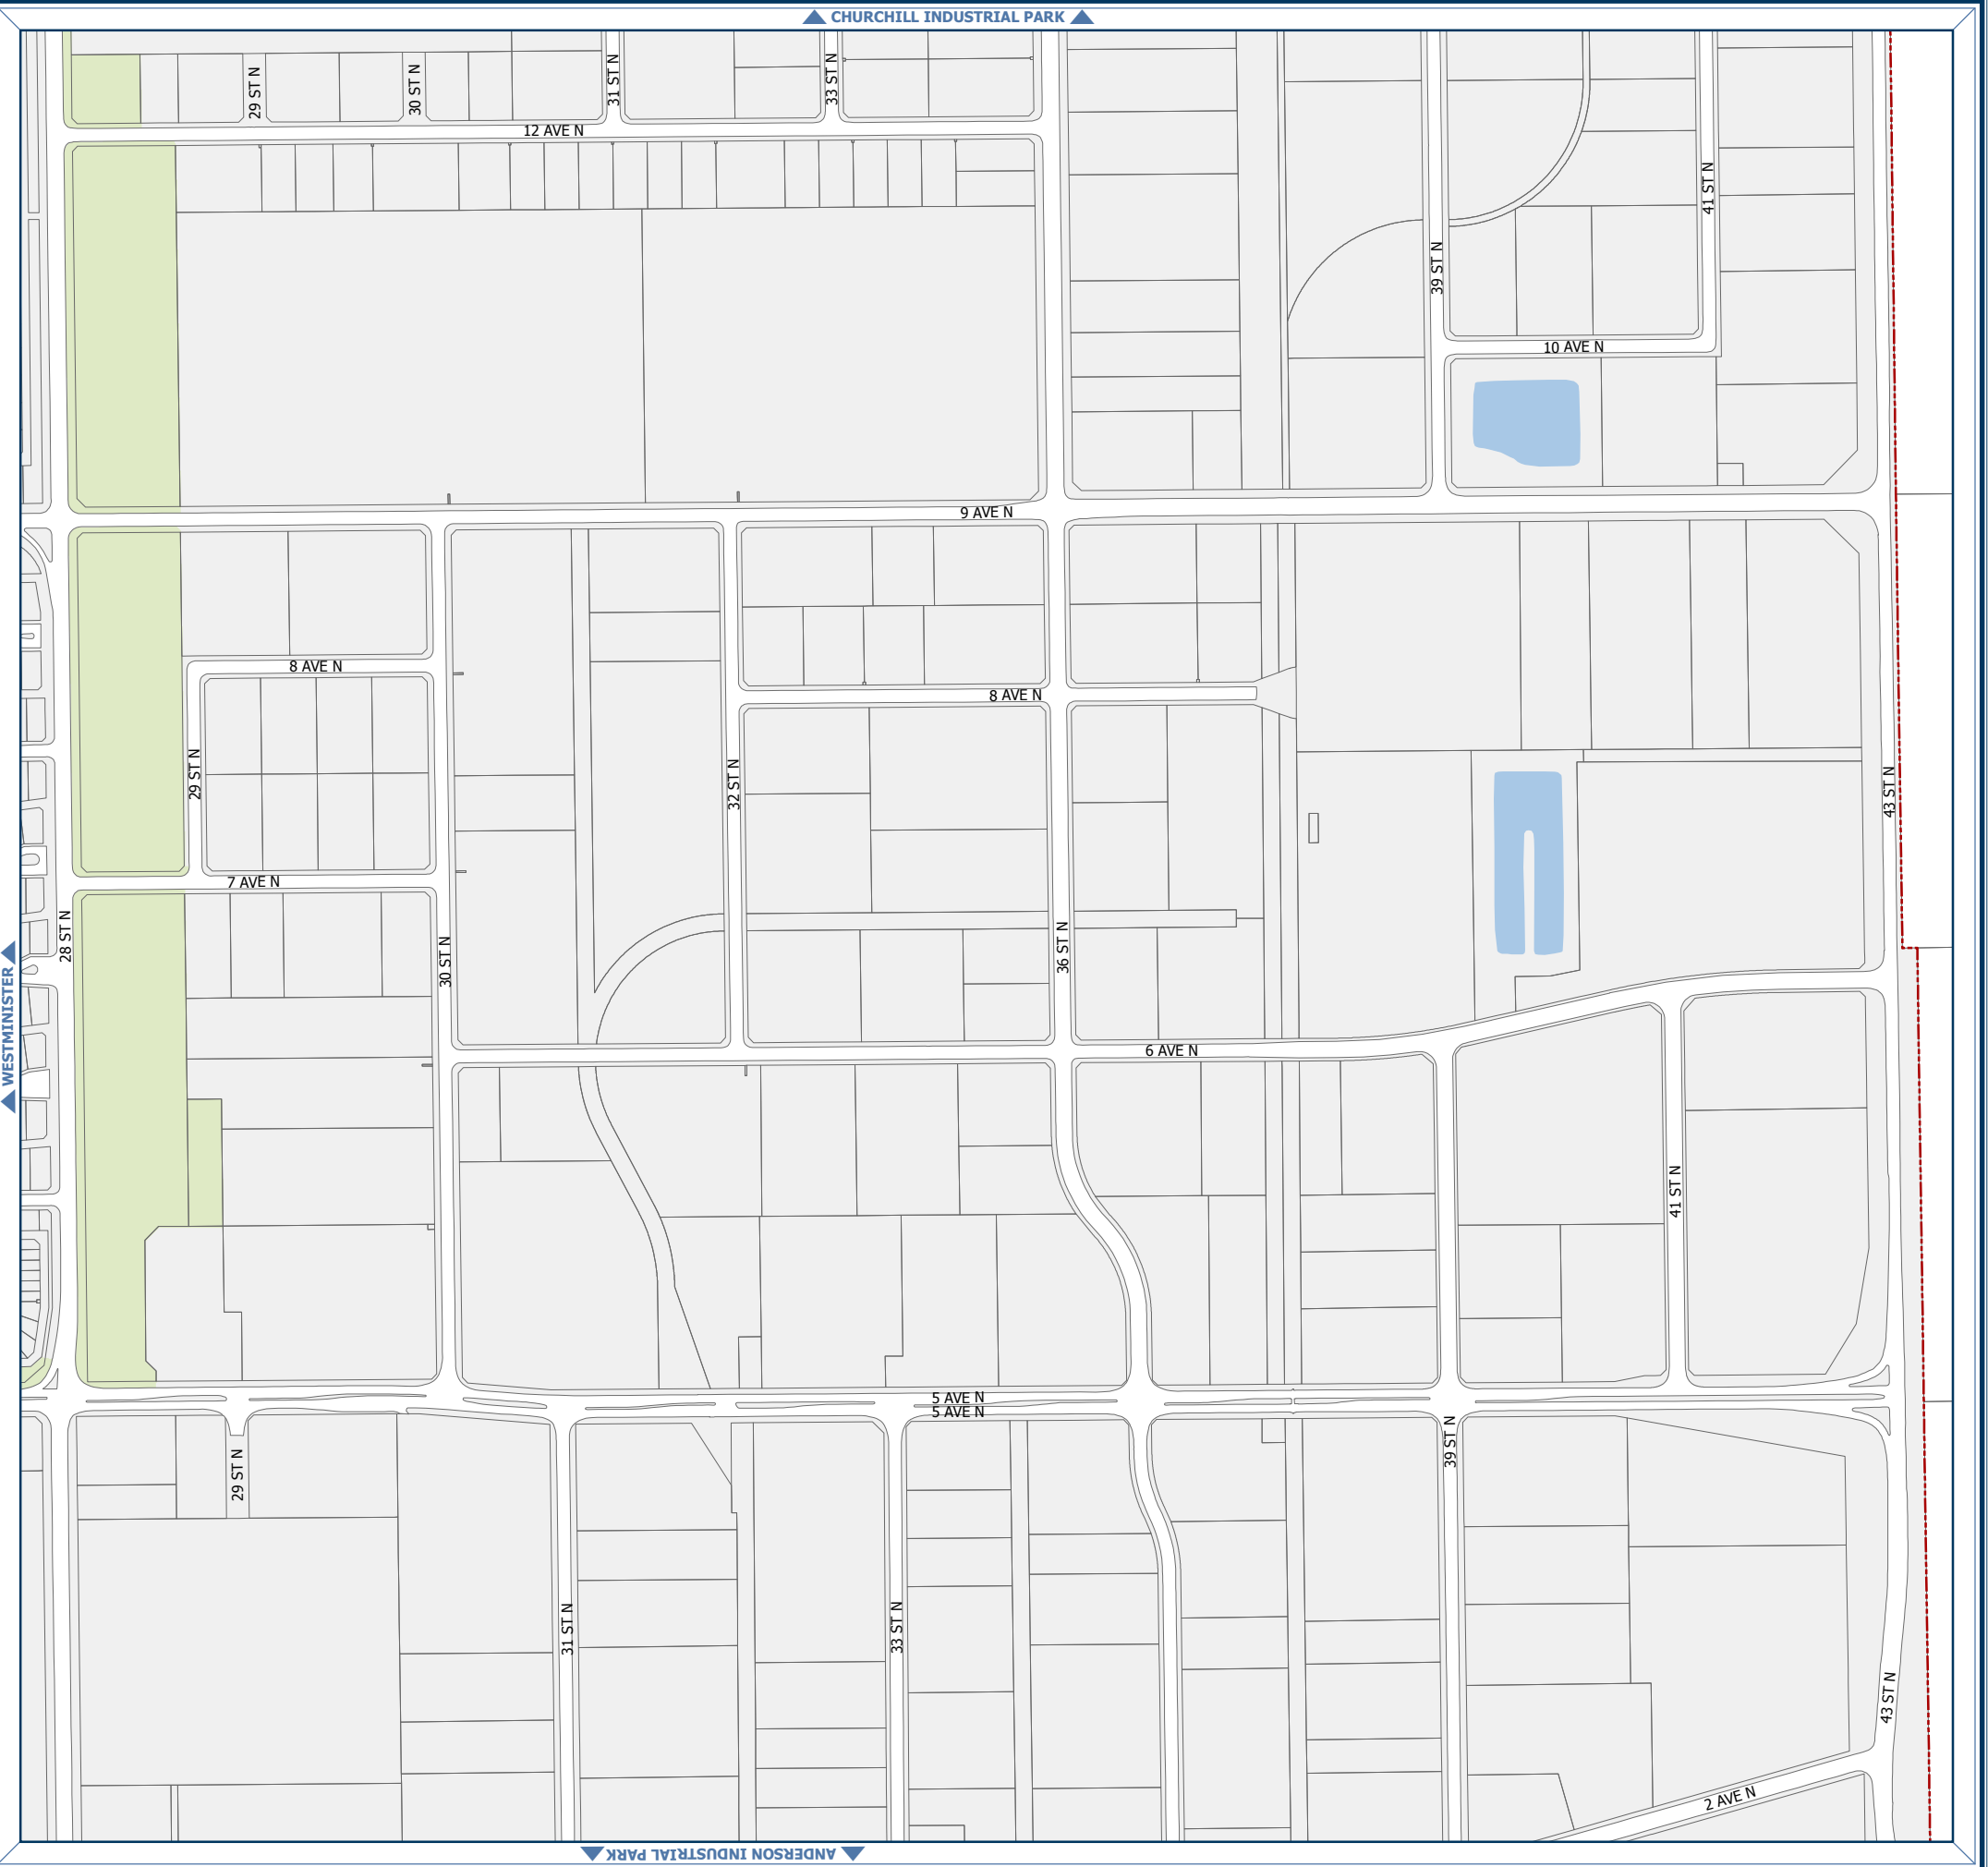 CHURCHILL INDUSTRIAL PARK
29 ST N
30 ST N
31 ST N
33 ST N
12 AVE N
41 ST N
39 ST N
10 AVE N
9 AVE N
8 AVE N
8 AVE N
29 ST N
32 ST N
43 ST N
7 AVE N
28 ST N
30 ST N
36 ST N
WESTMINISTER
6 AVE N
41 ST N
5 AVE N
5 AVE N
39 ST N
29 ST N
31 ST N
33 ST N
43 ST N
2 AVE N
ANDERSON INDUSTRIAL PARK